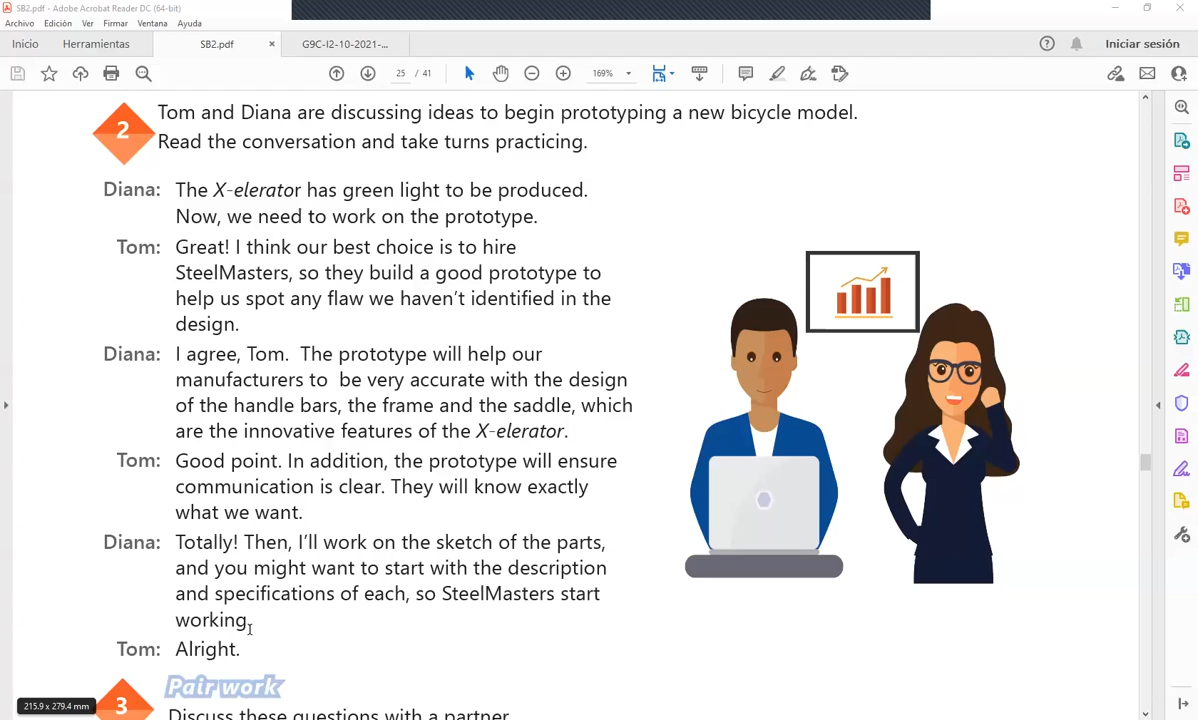 SB2.pdf - Adobe Acrobat Reader DC (64-bit)
Archivo Edición Ver Firmar Ventana Ayuda
Inicio Herramientas SB2.pdf × G9C-I2-10-2021-... Iniciar sesión
25 / 41 169%
2
Tom and Diana are discussing ideas to begin prototyping a new bicycle model.
Read the conversation and take turns practicing.
Diana: The X-elerator has green light to be produced.
Now, we need to work on the prototype.
Tom: Great! I think our best choice is to hire
SteelMasters, so they build a good prototype to
help us spot any flaw we haven't identified in the
design.
Diana: I agree, Tom. The prototype will help our
manufacturers to be very accurate with the design
of the handle bars, the frame and the saddle, which
are the innovative features of the X-elerator.
Tom: Good point. In addition, the prototype will ensure
communication is clear. They will know exactly
what we want.
Diana: Totally! Then, I'll work on the sketch of the parts,
and you might want to start with the description
and specifications of each, so SteelMasters start
working.
Tom: Alright.
Pair work
3
Discuss these questions with a partner
215.9 x 279.4 mm